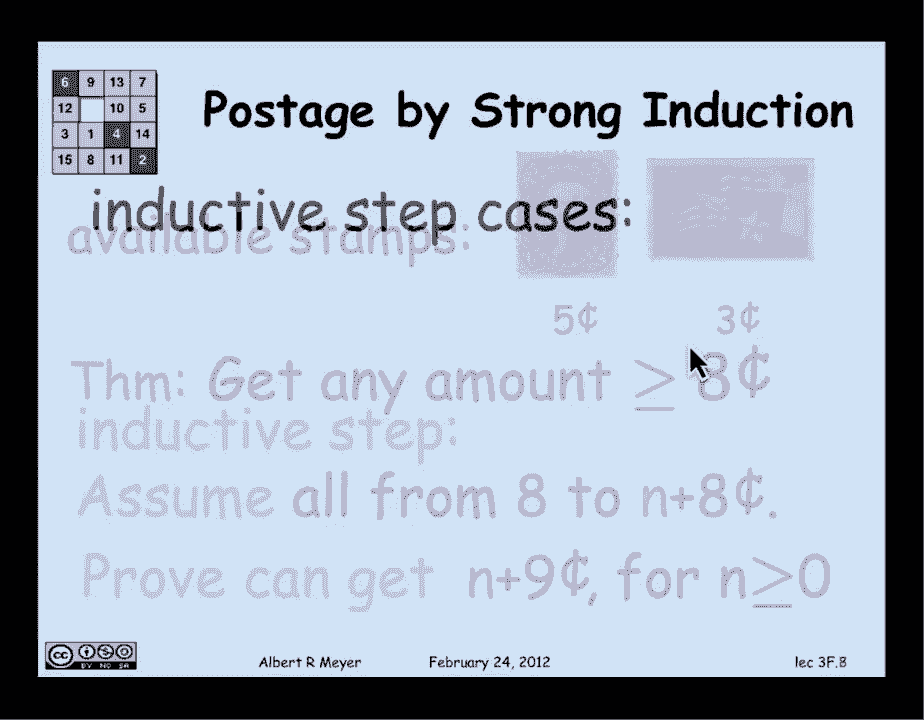 6 9 13 7
12 10 5
3 1 4 14
15 8 11 2
Postage by Strong Induction
inductive step cases:
available stamps:
5¢ 3¢
Thm: Get any amount ≥ 8¢
inductive step:
Assume all from 8 to n+8¢.
Prove can get n+9¢, for n≥0
cc BY NC SA
Albert R Meyer February 24, 2012 lec 3F.8